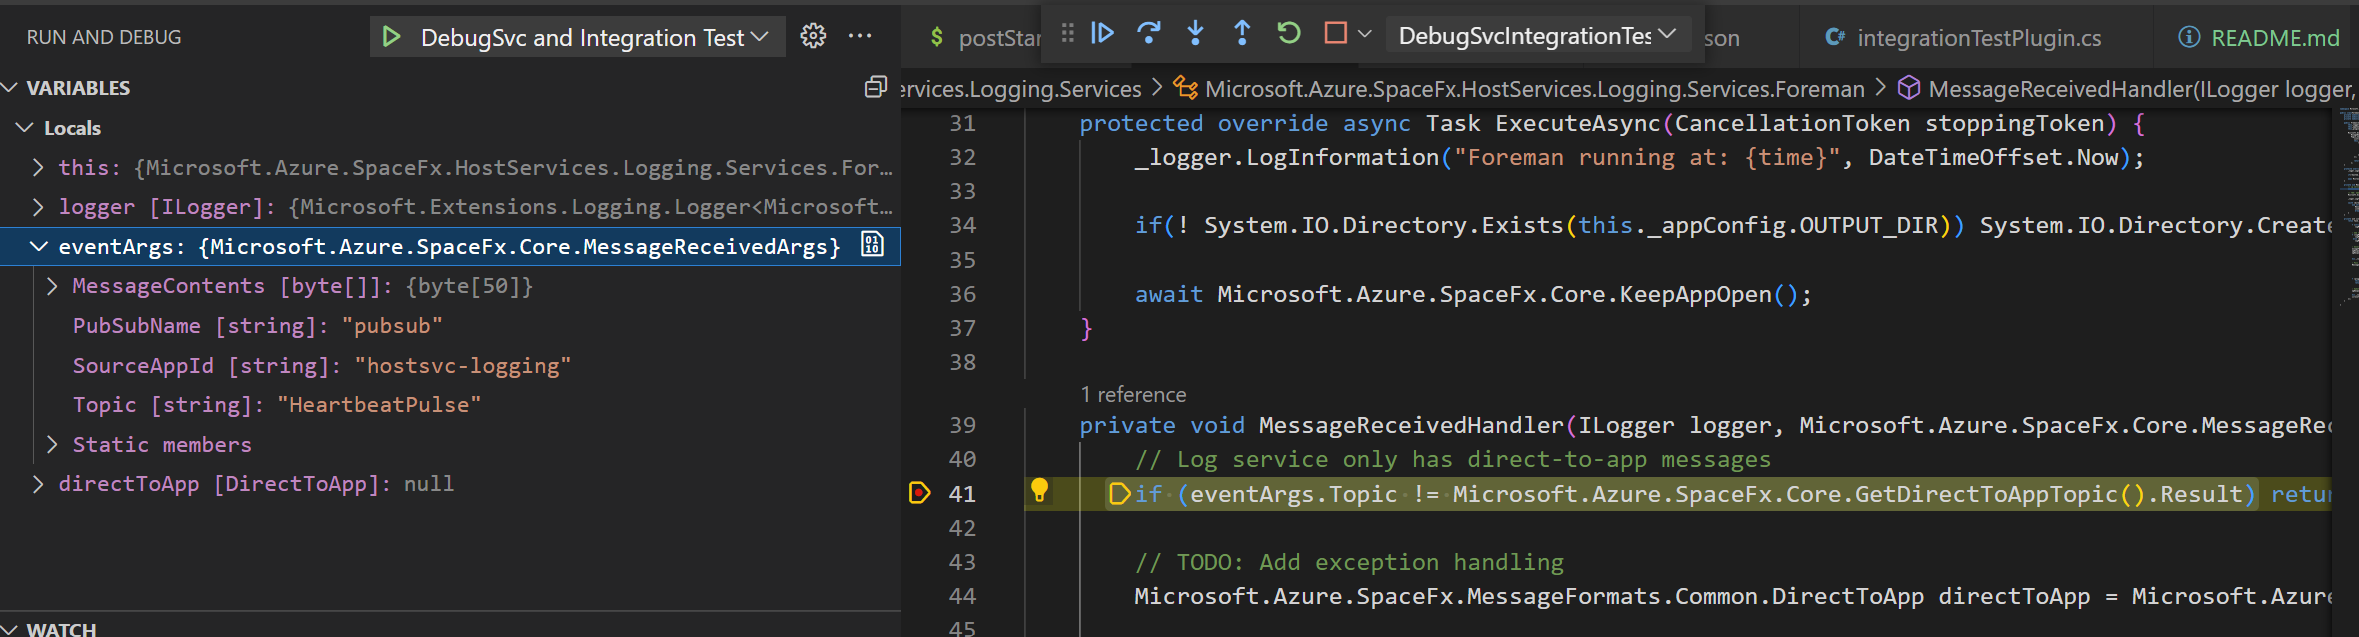 RUN AND DEBUG
DebugSvc and Integration Test
$ postStar
DebugSvcIntegrationTes
son
C# integrationTestPlugin.cs
README.md
VARIABLES
ervices.Logging.Services > Microsoft.Azure.SpaceFx.HostServices.Logging.Services.Foreman > MessageReceivedHandler(ILogger logger,
Locals
this: {Microsoft.Azure.SpaceFx.HostServices.Logging.Services.For…
logger [ILogger]: {Microsoft.Extensions.Logging.Logger<Microsoft…
eventArgs: {Microsoft.Azure.SpaceFx.Core.MessageReceivedArgs}
MessageContents [byte[]]: {byte[50]}
PubSubName [string]: "pubsub"
SourceAppId [string]: "hostsvc-logging"
Topic [string]: "HeartbeatPulse"
Static members
directToApp [DirectToApp]: null
WATCH
31 protected override async Task ExecuteAsync(CancellationToken stoppingToken) {
32 _logger.LogInformation("Foreman running at: {time}", DateTimeOffset.Now);
33
34 if(! System.IO.Directory.Exists(this._appConfig.OUTPUT_DIR)) System.IO.Directory.Create
35
36 await Microsoft.Azure.SpaceFx.Core.KeepAppOpen();
37 }
38
1 reference
39 private void MessageReceivedHandler(ILogger logger, Microsoft.Azure.SpaceFx.Core.MessageRec
40 // Log service only has direct-to-app messages
41 if (eventArgs.Topic != Microsoft.Azure.SpaceFx.Core.GetDirectToAppTopic().Result) retur
42
43 // TODO: Add exception handling
44 Microsoft.Azure.SpaceFx.MessageFormats.Common.DirectToApp directToApp = Microsoft.Azure
45